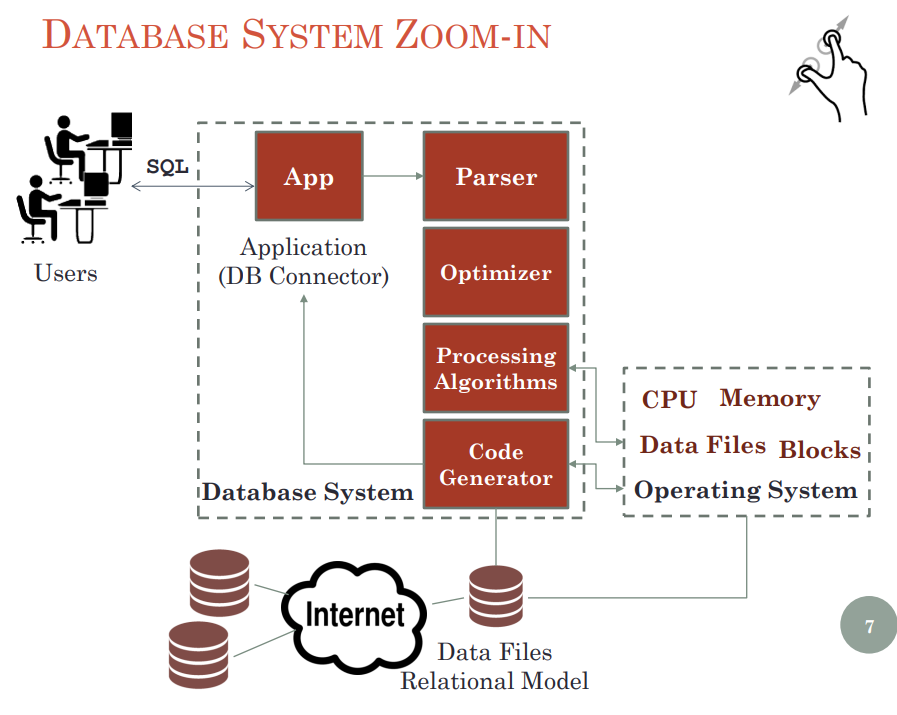 DATABASE SYSTEM ZOOM-IN
SQL
App
Parser
Application
(DB Connector)
Users
Optimizer
Processing
Algorithms
CPU Memory
Data Files Blocks
Code
Generator
Database System
Operating System
Internet
Data Files
Relational Model
7